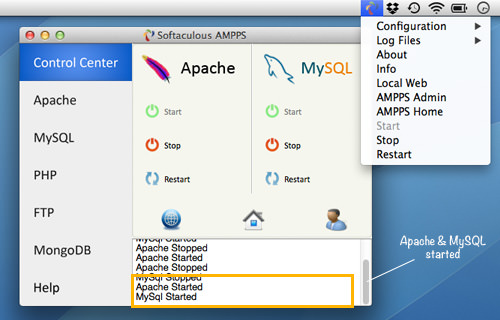 Softaculous AMPPS
Control Center
Apache
MySQL
PHP
FTP
MongoDB
Help
Apache
Start
Stop
Restart
MySQL
Start
Stop
Restart
MySql Started
Apache Stopped
Apache Started
Apache Stopped
MySql Stopped
Apache Started
MySql Started
Configuration
Log Files
About
Info
Local Web
AMPPS Admin
AMPPS Home
Start
Stop
Restart
Apache & MySQL
started